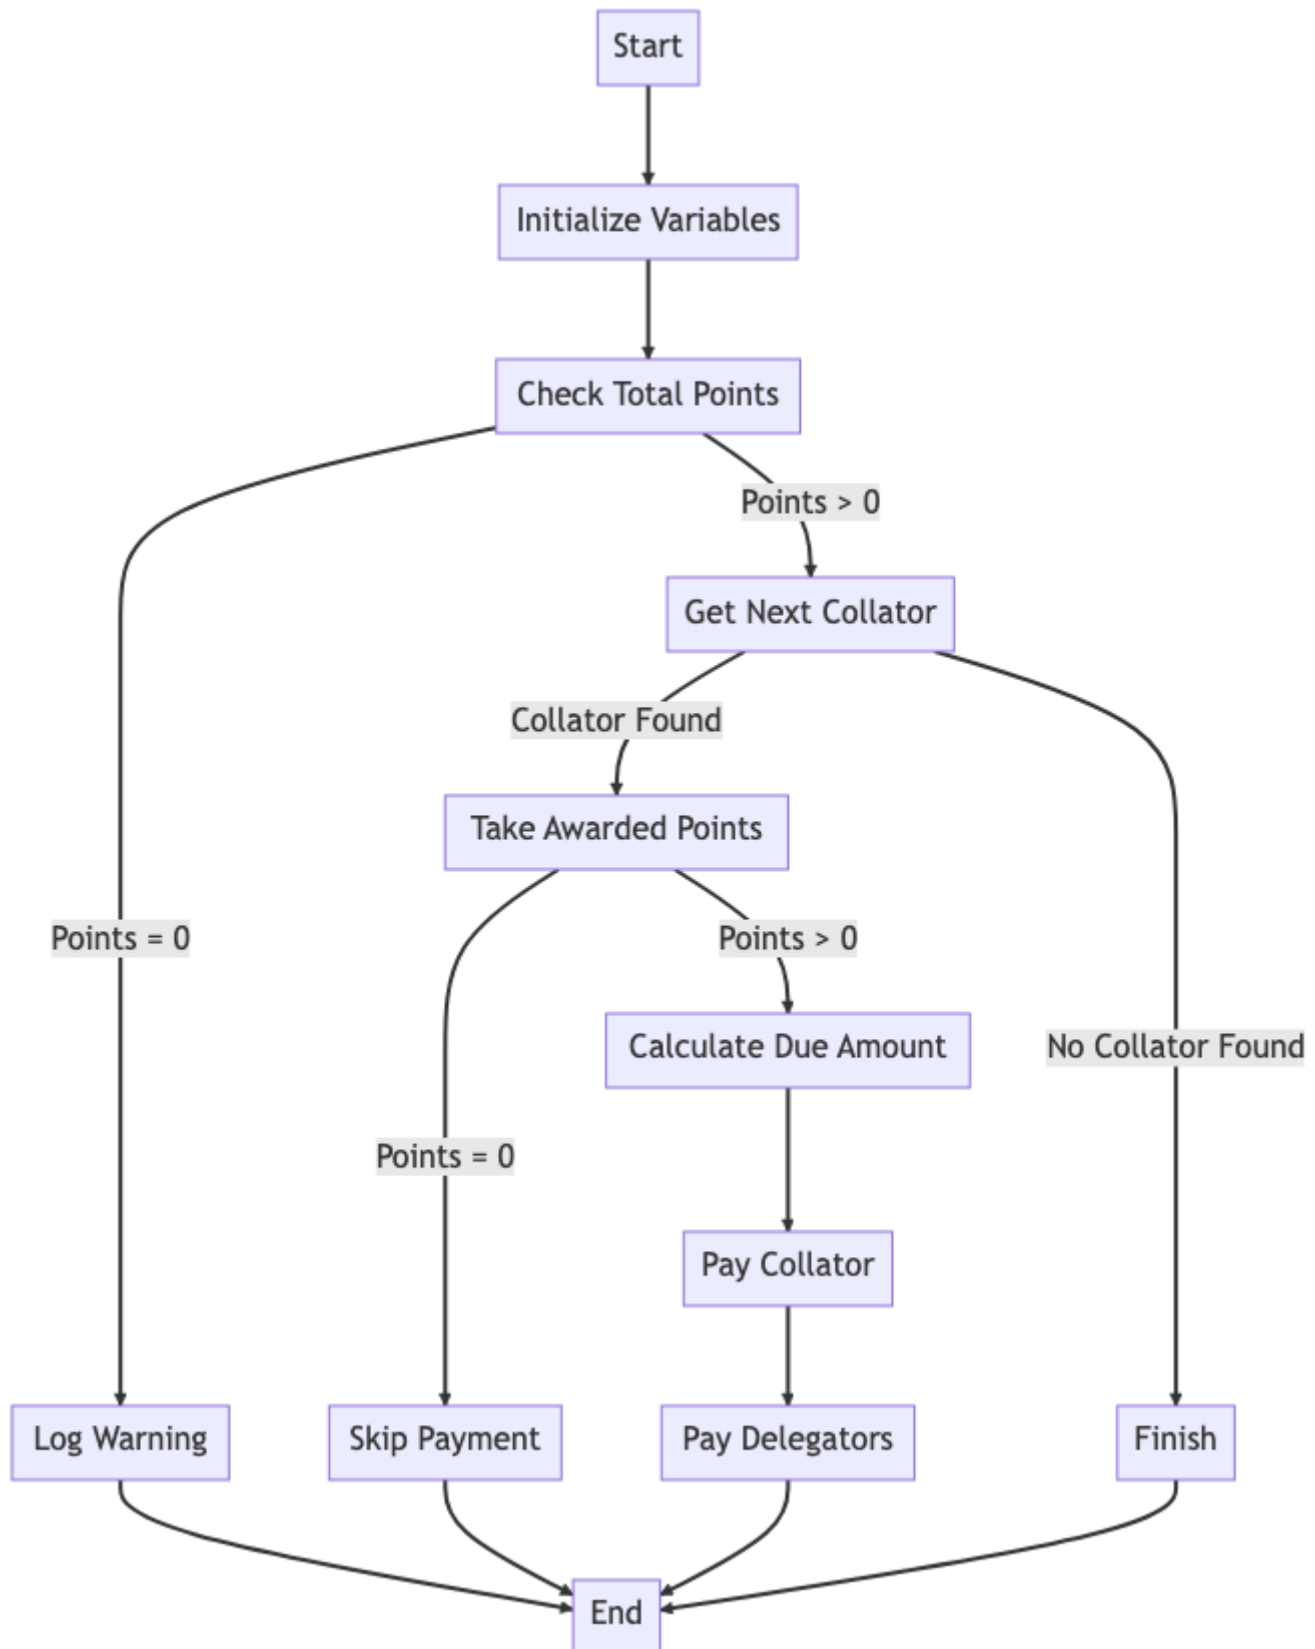 Start
Initialize Variables
Check Total Points
Points > 0
Get Next Collator
Collator Found
Take Awarded Points
Points = 0
Points > 0
Calculate Due Amount
No Collator Found
Points = 0
Pay Collator
Log Warning
Skip Payment
Pay Delegators
Finish
End